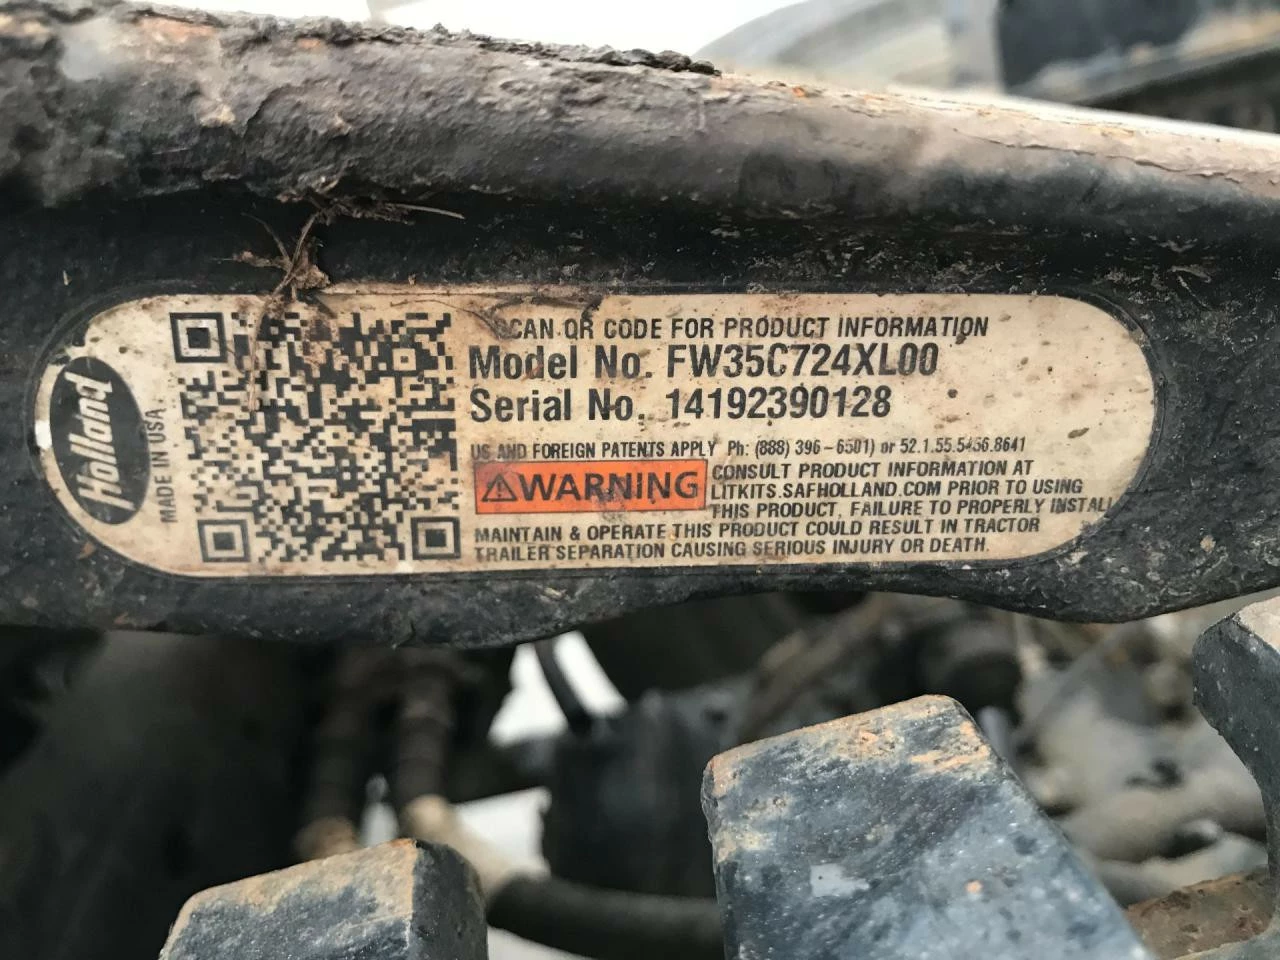 Holland
MADE IN USA
SCAN QR CODE FOR PRODUCT INFORMATION
Model No. FW35C724XL00
Serial No. 14192390128
US AND FOREIGN PATENTS APPLY Ph: (888) 396-6501) or 52.1.55.5456.8641
WARNING
CONSULT PRODUCT INFORMATION AT
LITKITS.SAFHOLLAND.COM PRIOR TO USING
THIS PRODUCT, FAILURE TO PROPERLY INSTALL
MAINTAIN & OPERATE THIS PRODUCT COULD RESULT IN TRACTOR
TRAILER SEPARATION CAUSING SERIOUS INJURY OR DEATH.